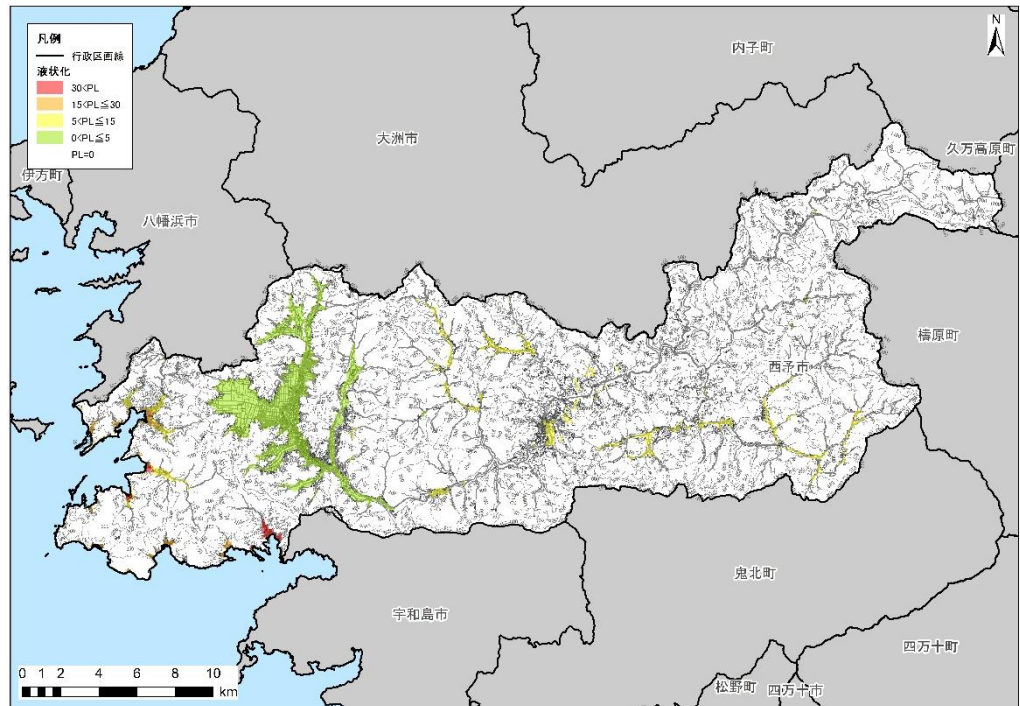 凡例
行政区画線
液状化
30<PL
15<PL≦30
5<PL≦15
0<PL≦5
PL=0
N
内子町
大洲市
久万高原町
伊方町
八幡浜市
檮原町
西予市
鬼北町
宇和島市
四万十町
松野町
四万十市
0 1 2 4 6 8 10
km